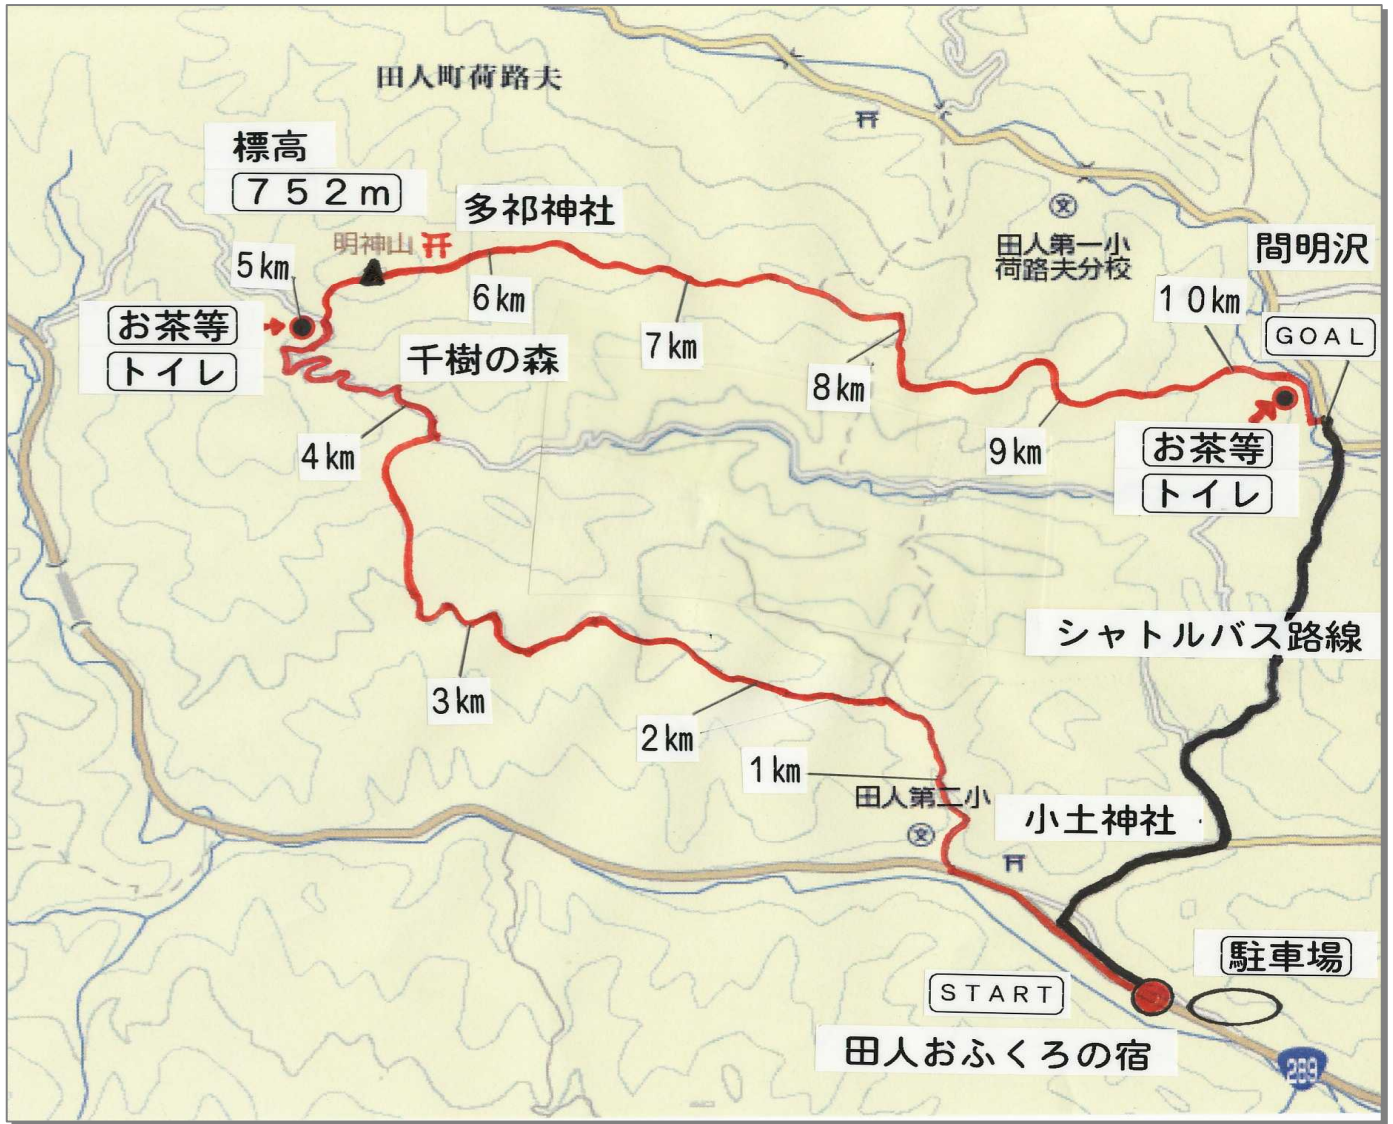 田人町荷路夫
標高
752m
多祁神社
明神山
5km
6km
お茶等
トイレ
千樹の森
7km
8km
田人第一小
荷路夫分校
間明沢
10km
GOAL
4km
9km
お茶等
トイレ
シャトルバス路線
3km
2km
1km
田人第二小
小土神社
駐車場
START
田人おふくろの宿
289